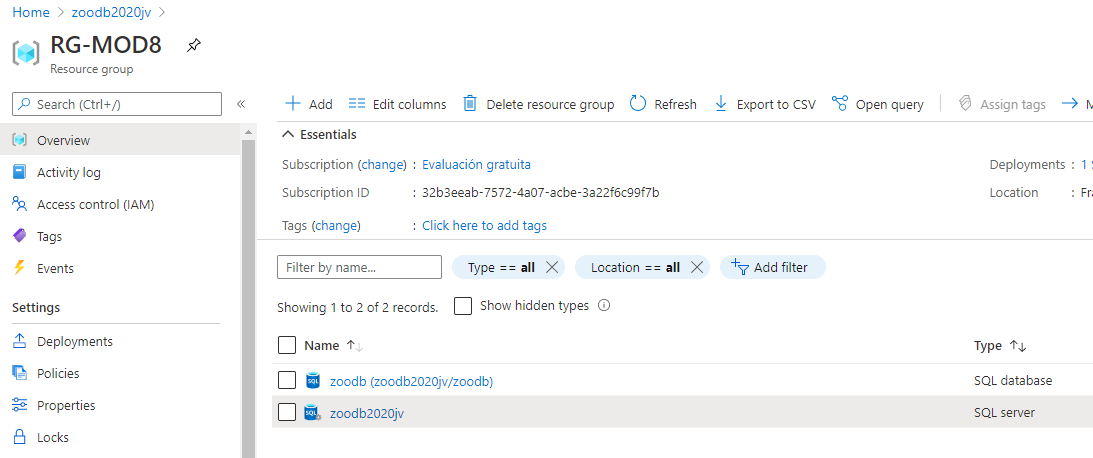 Home > zoodb2020jv >
RG-MOD8
Resource group
Search (Ctrl+/) «
Add Edit columns Delete resource group Refresh Export to CSV Open query Assign tags M
Overview
Activity log
Access control (IAM)
Tags
Events
Settings
Deployments
Policies
Properties
Locks
Essentials
Subscription (change) : Evaluación gratuita
Deployments : 1 S
Subscription ID : 32b3eeab-7572-4a07-acbe-3a22f6c99f7b
Location : Fra
Tags (change) : Click here to add tags
Filter by name... Type == all Location == all Add filter
Showing 1 to 2 of 2 records. Show hidden types
Name ↑↓ Type ↑↓
zoodb (zoodb2020jv/zoodb) SQL database
zoodb2020jv SQL server